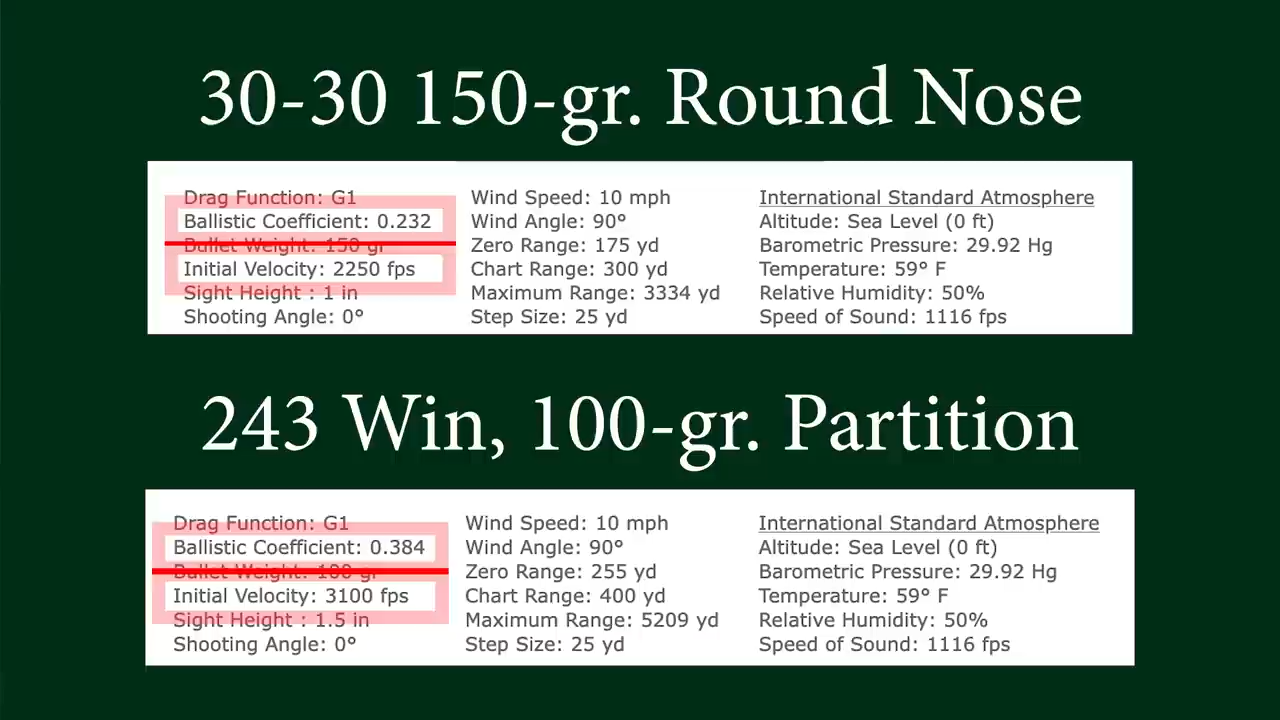 30-30 150-gr. Round Nose
Drag Function: G1
Ballistic Coefficient: 0.232
Bullet Weight: 150 gr
Initial Velocity: 2250 fps
Sight Height : 1 in
Shooting Angle: 0°
Wind Speed: 10 mph
Wind Angle: 90°
Zero Range: 175 yd
Chart Range: 300 yd
Maximum Range: 3334 yd
Step Size: 25 yd
International Standard Atmosphere
Altitude: Sea Level (0 ft)
Barometric Pressure: 29.92 Hg
Temperature: 59° F
Relative Humidity: 50%
Speed of Sound: 1116 fps
243 Win, 100-gr. Partition
Drag Function: G1
Ballistic Coefficient: 0.384
Bullet Weight: 100 gr
Initial Velocity: 3100 fps
Sight Height : 1.5 in
Shooting Angle: 0°
Wind Speed: 10 mph
Wind Angle: 90°
Zero Range: 255 yd
Chart Range: 400 yd
Maximum Range: 5209 yd
Step Size: 25 yd
International Standard Atmosphere
Altitude: Sea Level (0 ft)
Barometric Pressure: 29.92 Hg
Temperature: 59° F
Relative Humidity: 50%
Speed of Sound: 1116 fps